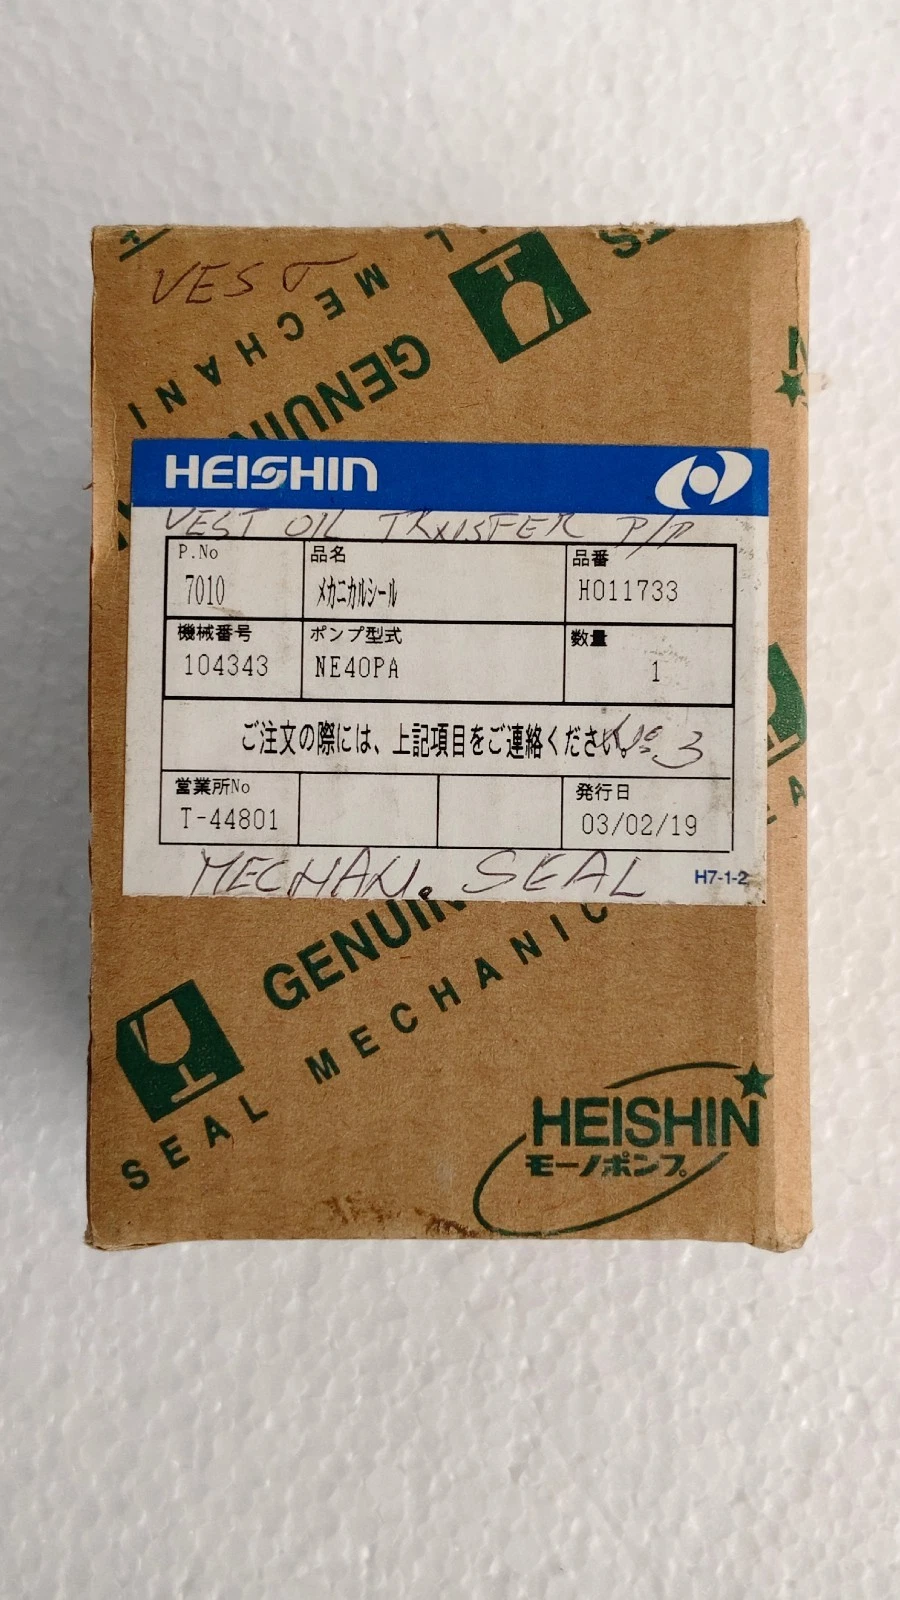 VEST
MECHANI
GENUIN
HEISHIN
VEST OIL TRXISFER P/P
P.No
品名
品番
7010
メカニカルシール
H011733
機械番号
ポンプ型式
数量
104343
NE40PA
1
ご注文の際には、上記項目をご連絡ください。
3
営業所No
発行日
T-44801
03/02/19
MECHANI. SEAL
H7-1-2
GENUIN
SEAL MECHANIC
HEISHIN
モーノポンプ